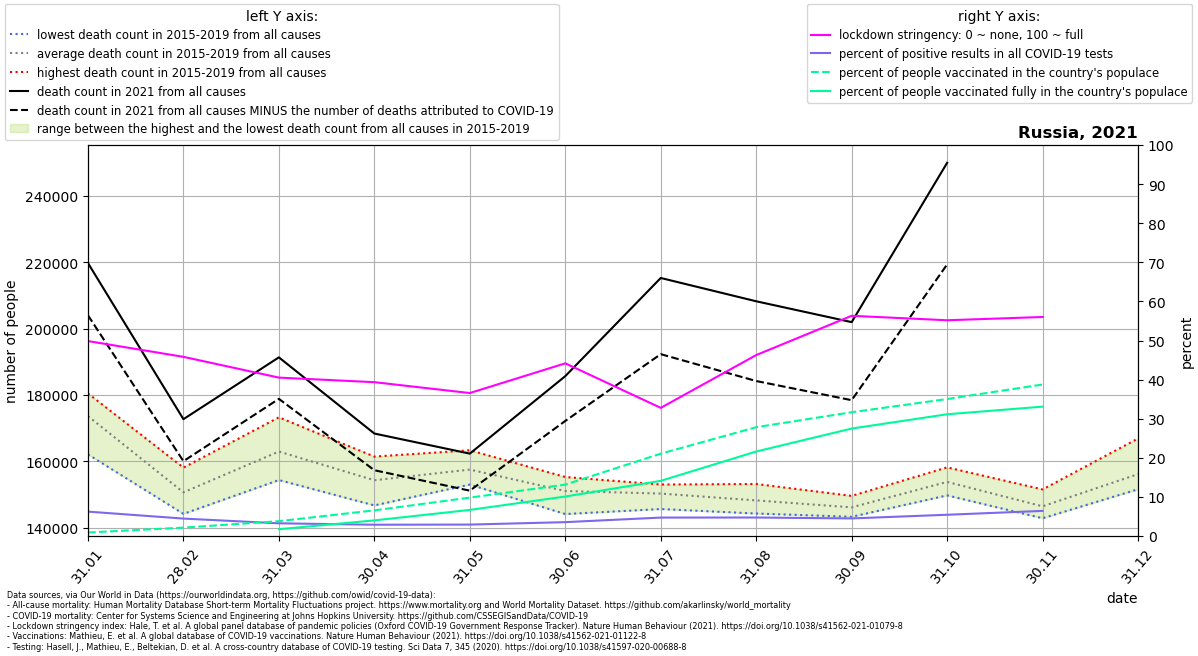 left Y axis:
lowest death count in 2015-2019 from all causes
average death count in 2015-2019 from all causes
highest death count in 2015-2019 from all causes
death count in 2021 from all causes
death count in 2021 from all causes MINUS the number of deaths attributed to COVID-19
range between the highest and the lowest death count from all causes in 2015-2019
right Y axis:
lockdown stringency: 0 ~ none, 100 ~ full
percent of positive results in all COVID-19 tests
percent of people vaccinated in the country's populace
percent of people vaccinated fully in the country's populace
Russia, 2021
number of people
240000
220000
200000
180000
160000
140000
100
90
80
70
60
50
40
30
20
10
0
percent
31.01
28.02
31.03
30.04
31.05
30.06
31.07
31.08
30.09
31.10
30.11
31.12
date
Data sources, via Our World in Data (https://ourworldindata.org, https://github.com/owid/covid-19-data):
- All-cause mortality: Human Mortality Database Short-term Mortality Fluctuations project. https://www.mortality.org and World Mortality Dataset. https://github.com/akarlinsky/world_mortality
- COVID-19 mortality: Center for Systems Science and Engineering at Johns Hopkins University. https://github.com/CSSEGISandData/COVID-19
- Lockdown stringency index: Hale, T. et al. A global panel database of pandemic policies (Oxford COVID-19 Government Response Tracker). Nature Human Behaviour (2021). https://doi.org/10.1038/s41562-021-01079-8
- Vaccinations: Mathieu, E. et al. A global database of COVID-19 vaccinations. Nature Human Behaviour (2021). https://doi.org/10.1038/s41562-021-01122-8
- Testing: Hasell, J., Mathieu, E., Beltekian, D. et al. A cross-country database of COVID-19 testing. Sci Data 7, 345 (2020). https://doi.org/10.1038/s41597-020-00688-8